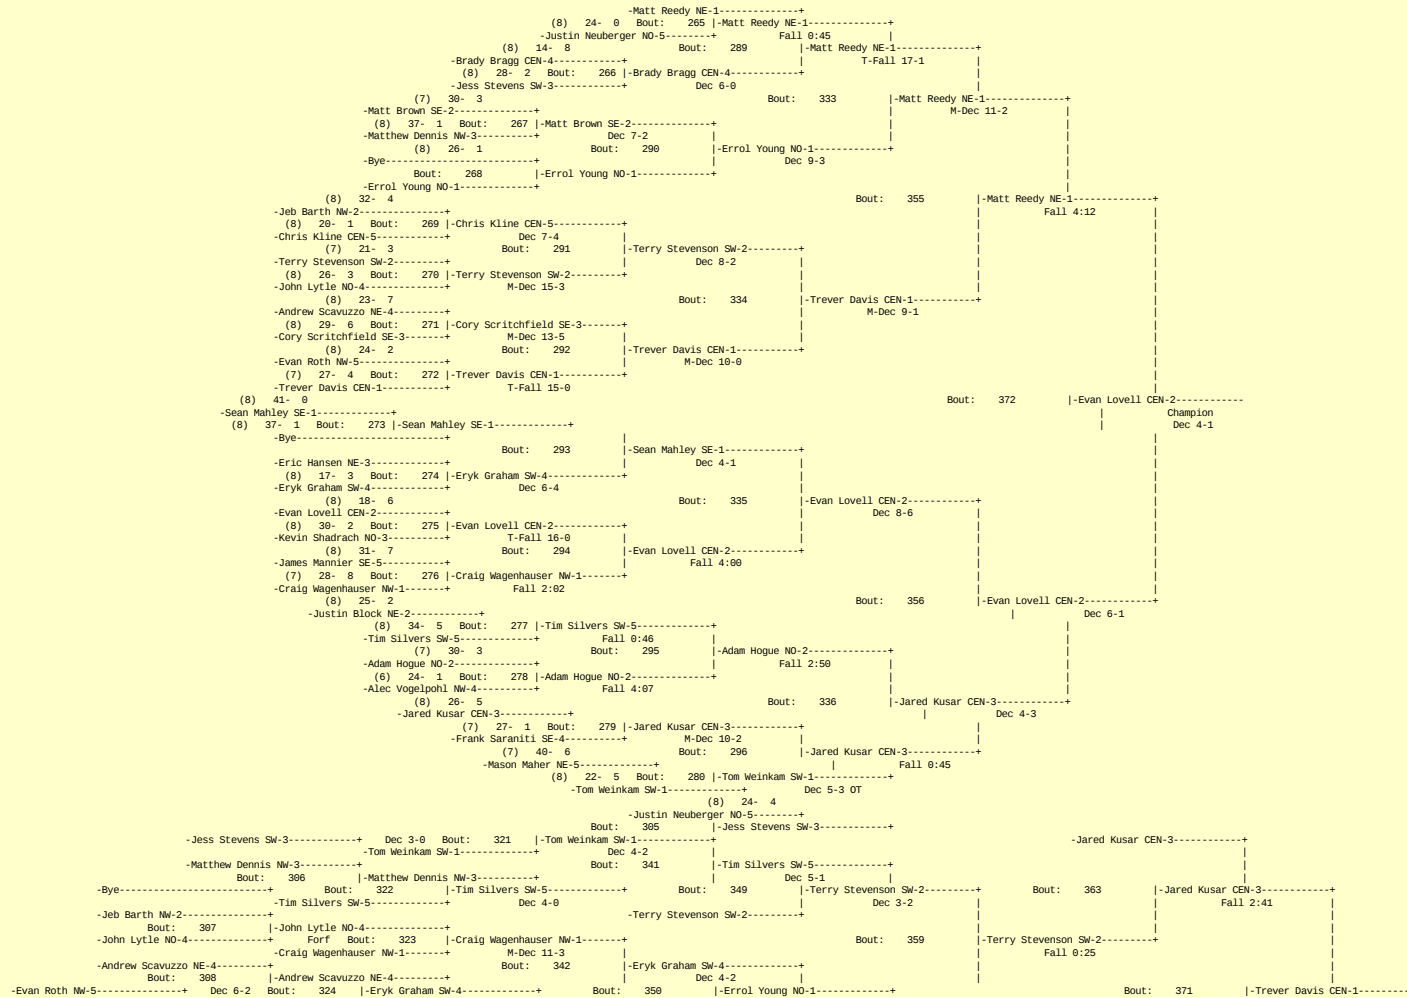 -Matt Reedy NE-1--------------+
(8) 24- 0 Bout: 265 |-Matt Reedy NE-1--------------+
-Justin Neuberger NO-5--------+ Fall 0:45 |
(8) 14- 8 Bout: 289 |-Matt Reedy NE-1--------------+
-Brady Bragg CEN-4------------+ | T-Fall 17-1 |
(8) 28- 2 Bout: 266 |-Brady Bragg CEN-4------------+ |
-Jess Stevens SW-3------------+ Dec 6-0 |
(7) 30- 3 Bout: 333 |-Matt Reedy NE-1--------------+
-Matt Brown SE-2--------------+ | M-Dec 11-2 |
(8) 37- 1 Bout: 267 |-Matt Brown SE-2--------------+ | |
-Matthew Dennis NW-3----------+ Dec 7-2 | | |
(8) 26- 1 Bout: 290 |-Errol Young NO-1-------------+ |
-Bye--------------------------+ | Dec 9-3 |
Bout: 268 |-Errol Young NO-1-------------+ |
-Errol Young NO-1-------------+ |
(8) 32- 4 Bout: 355 |-Matt Reedy NE-1--------------+
-Jeb Barth NW-2---------------+ | Fall 4:12 |
(8) 20- 1 Bout: 269 |-Chris Kline CEN-5------------+ | |
-Chris Kline CEN-5------------+ Dec 7-4 | | |
(7) 21- 3 Bout: 291 |-Terry Stevenson SW-2---------+ | |
-Terry Stevenson SW-2---------+ | Dec 8-2 | | |
(8) 26- 3 Bout: 270 |-Terry Stevenson SW-2---------+ | | |
-John Lytle NO-4--------------+ M-Dec 15-3 | | |
(8) 23- 7 Bout: 334 |-Trever Davis CEN-1-----------+ |
-Andrew Scavuzzo NE-4---------+ | M-Dec 9-1 |
(8) 29- 6 Bout: 271 |-Cory Scritchfield SE-3-------+ | |
-Cory Scritchfield SE-3-------+ M-Dec 13-5 | | |
(8) 24- 2 Bout: 292 |-Trever Davis CEN-1-----------+ |
-Evan Roth NW-5---------------+ | M-Dec 10-0 |
(7) 27- 4 Bout: 272 |-Trever Davis CEN-1-----------+ |
-Trever Davis CEN-1-----------+ T-Fall 15-0 |
(8) 41- 0 Bout: 372 |-Evan Lovell CEN-2------------
-Sean Mahley SE-1-------------+ | Champion
(8) 37- 1 Bout: 273 |-Sean Mahley SE-1-------------+ | Dec 4-1
-Bye--------------------------+ | |
Bout: 293 |-Sean Mahley SE-1-------------+ |
-Eric Hansen NE-3-------------+ | Dec 4-1 | |
(8) 17- 3 Bout: 274 |-Eryk Graham SW-4-------------+ | |
-Eryk Graham SW-4-------------+ Dec 6-4 | |
(8) 18- 6 Bout: 335 |-Evan Lovell CEN-2------------+ |
-Evan Lovell CEN-2------------+ | Dec 8-6 | |
(8) 30- 2 Bout: 275 |-Evan Lovell CEN-2------------+ | | |
-Kevin Shadrach NO-3----------+ T-Fall 16-0 | | | |
(8) 31- 7 Bout: 294 |-Evan Lovell CEN-2------------+ | |
-James Mannier SE-5-----------+ | Fall 4:00 | |
(7) 28- 8 Bout: 276 |-Craig Wagenhauser NW-1-------+ | |
-Craig Wagenhauser NW-1-------+ Fall 2:02 | |
(8) 25- 2 Bout: 356 |-Evan Lovell CEN-2------------+
-Justin Block NE-2------------+ | Dec 6-1
(8) 34- 5 Bout: 277 |-Tim Silvers SW-5-------------+ |
-Tim Silvers SW-5-------------+ Fall 0:46 | |
(7) 30- 3 Bout: 295 |-Adam Hogue NO-2--------------+ |
-Adam Hogue NO-2--------------+ | Fall 2:50 | |
(6) 24- 1 Bout: 278 |-Adam Hogue NO-2--------------+ | |
-Alec Vogelpohl NW-4----------+ Fall 4:07 | |
(8) 26- 5 Bout: 336 |-Jared Kusar CEN-3------------+
-Jared Kusar CEN-3------------+ | Dec 4-3
(7) 27- 1 Bout: 279 |-Jared Kusar CEN-3------------+ |
-Frank Saraniti SE-4----------+ M-Dec 10-2 | |
(7) 40- 6 Bout: 296 |-Jared Kusar CEN-3------------+
-Mason Maher NE-5-------------+ | Fall 0:45
(8) 22- 5 Bout: 280 |-Tom Weinkam SW-1-------------+
-Tom Weinkam SW-1-------------+ Dec 5-3 OT
(8) 24- 4
-Justin Neuberger NO-5--------+
Bout: 305 |-Jess Stevens SW-3------------+
-Jess Stevens SW-3------------+ Dec 3-0 Bout: 321 |-Tom Weinkam SW-1-------------+ -Jared Kusar CEN-3------------+
-Tom Weinkam SW-1-------------+ Dec 4-2 | |
-Matthew Dennis NW-3----------+ Bout: 341 |-Tim Silvers SW-5-------------+ |
Bout: 306 |-Matthew Dennis NW-3----------+ | Dec 5-1 | |
-Bye--------------------------+ Bout: 322 |-Tim Silvers SW-5-------------+ Bout: 349 |-Terry Stevenson SW-2---------+ Bout: 363 |-Jared Kusar CEN-3------------+
-Tim Silvers SW-5-------------+ Dec 4-0 | Dec 3-2 | | Fall 2:41 |
-Jeb Barth NW-2---------------+ -Terry Stevenson SW-2---------+ | | |
Bout: 307 |-John Lytle NO-4--------------+ | | |
-John Lytle NO-4--------------+ Forf Bout: 323 |-Craig Wagenhauser NW-1-------+ Bout: 359 |-Terry Stevenson SW-2---------+ |
-Craig Wagenhauser NW-1-------+ M-Dec 11-3 | | Fall 0:25 |
-Andrew Scavuzzo NE-4---------+ Bout: 342 |-Eryk Graham SW-4-------------+ | |
Bout: 308 |-Andrew Scavuzzo NE-4---------+ | Dec 4-2 | | |
-Evan Roth NW-5---------------+ Dec 6-2 Bout: 324 |-Eryk Graham SW-4-------------+ Bout: 350 |-Errol Young NO-1-------------+ Bout: 371 |-Trever Davis CEN-1-----------